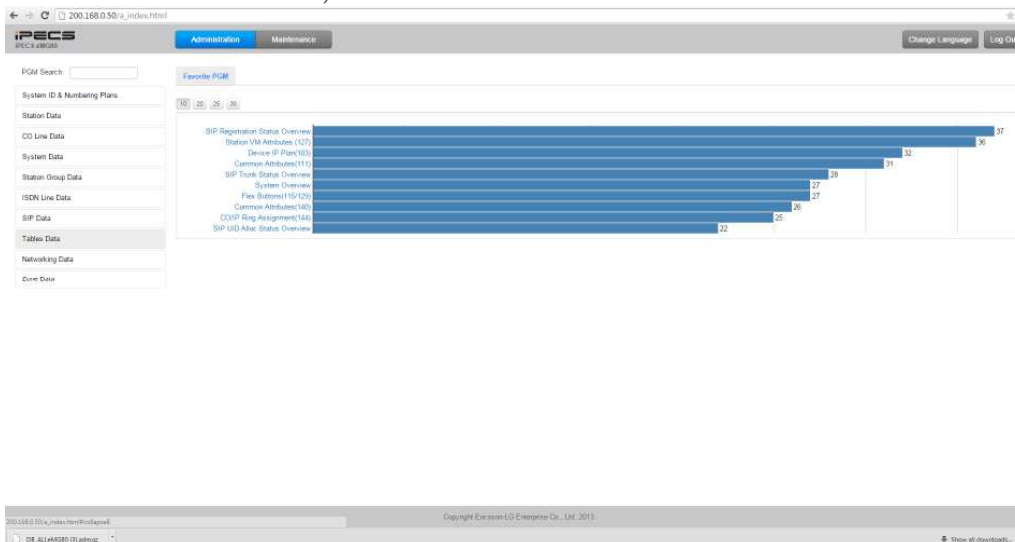 200.168.0.50/a_index.html
iPECS
iPECS eMG80
Administration
Maintenance
Change Language
Log Ou
PGM Search
Favorite PGM
System ID & Numbering Plans
Station Data
CO Line Data
System Data
Station Group Data
ISDN Line Data
SIP Data
Tables Data
Networking Data
Zone Data
10 20 25 30
SIP Registration Status Overview 37
Station VM Attributes (127) 36
Device IP Plan(103) 32
Common Attributes(111) 31
SIP Trunk Status Overview 28
System Overview 27
Flex Buttons(115/129) 27
Common Attributes(140) 26
CO/IP Ring Assignment(144) 25
SIP UID Alloc Status Overview 22
Copyright Ericsson-LG Enterprise Co., Ltd. 2013.
200.168.0.50/a_index.html#collapse8
DB_ALLeMG80 (3).admgz
Show all downloads...